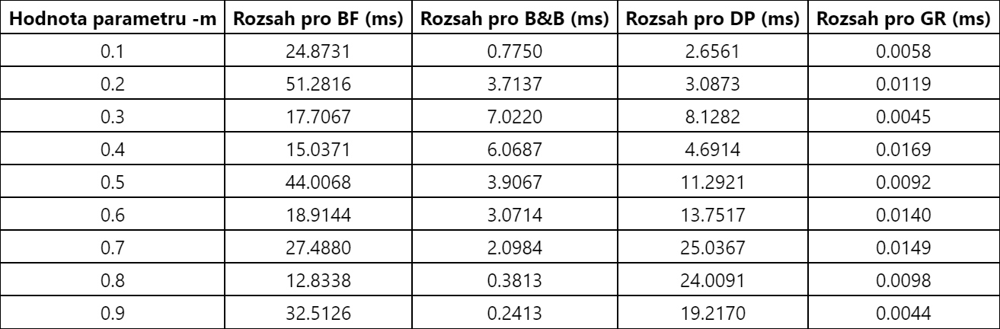 Hodnota parametru -m Rozsah pro BF (ms) Rozsah pro B&B (ms) Rozsah pro DP (ms) Rozsah pro GR (ms)
0.1 24.8731 0.7750 2.6561 0.0058
0.2 51.2816 3.7137 3.0873 0.0119
0.3 17.7067 7.0220 8.1282 0.0045
0.4 15.0371 6.0687 4.6914 0.0169
0.5 44.0068 3.9067 11.2921 0.0092
0.6 18.9144 3.0714 13.7517 0.0140
0.7 27.4880 2.0984 25.0367 0.0149
0.8 12.8338 0.3813 24.0091 0.0098
0.9 32.5126 0.2413 19.2170 0.0044